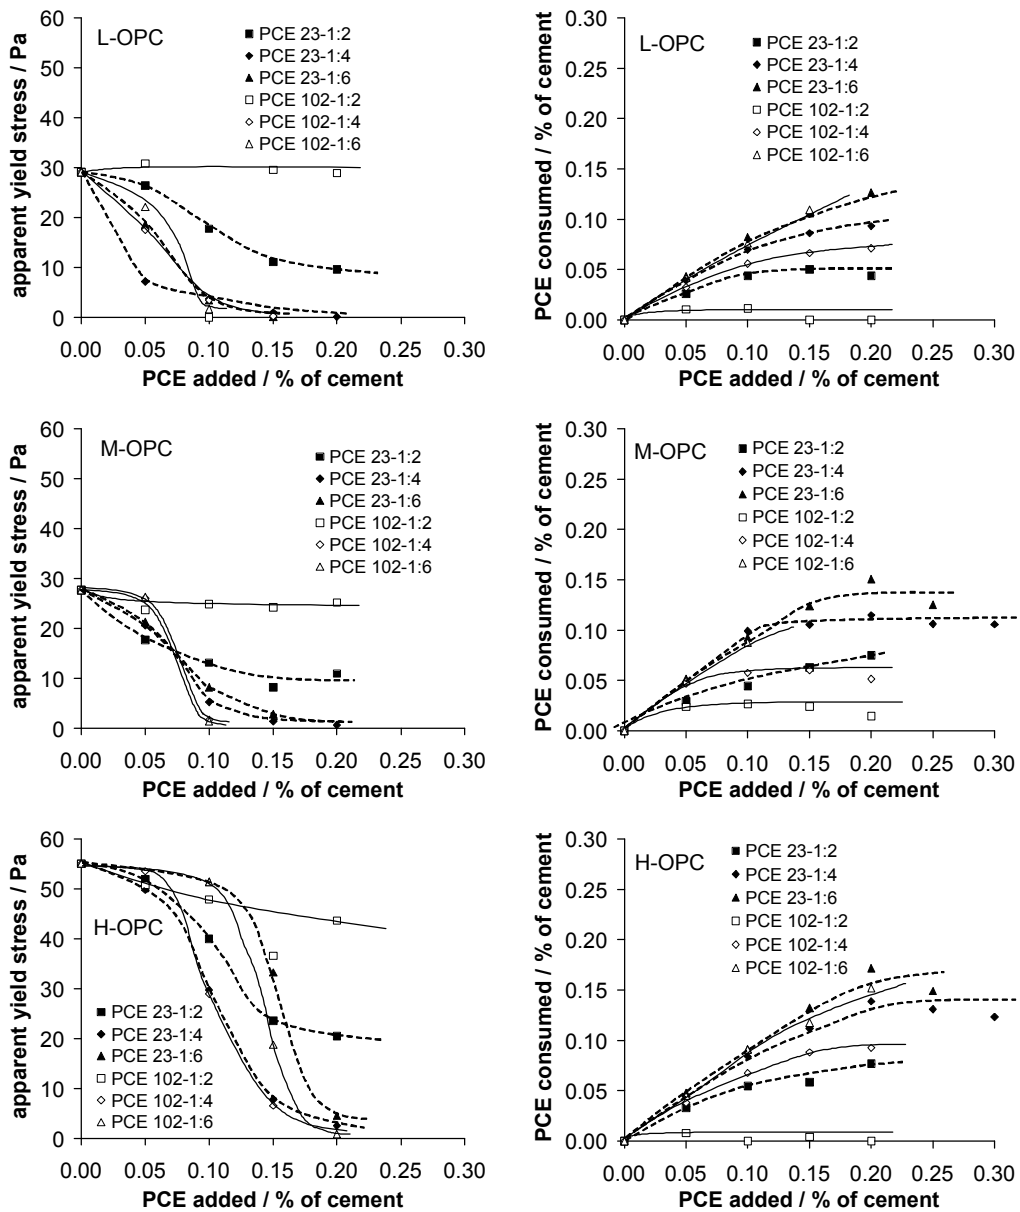 60
50
40
30
20
10
0
apparent yield stress / Pa
L-OPC
PCE 23-1:2
PCE 23-1:4
PCE 23-1:6
PCE 102-1:2
PCE 102-1:4
PCE 102-1:6
0.00 0.05 0.10 0.15 0.20 0.25 0.30
PCE added / % of cement
0.30
0.25
0.20
0.15
0.10
0.05
0.00
PCE consumed / % of cement
L-OPC
PCE 23-1:2
PCE 23-1:4
PCE 23-1:6
PCE 102-1:2
PCE 102-1:4
PCE 102-1:6
0.00 0.05 0.10 0.15 0.20 0.25 0.30
PCE added / % of cement
60
50
40
30
20
10
0
apparent yield stress / Pa
M-OPC
PCE 23-1:2
PCE 23-1:4
PCE 23-1:6
PCE 102-1:2
PCE 102-1:4
PCE 102-1:6
0.00 0.05 0.10 0.15 0.20 0.25 0.30
PCE added / % of cement
0.30
0.25
0.20
0.15
0.10
0.05
0.00
PCE consumed / % of cement
M-OPC
PCE 23-1:2
PCE 23-1:4
PCE 23-1:6
PCE 102-1:2
PCE 102-1:4
PCE 102-1:6
0.00 0.05 0.10 0.15 0.20 0.25 0.30
PCE added / % of cement
60
50
40
30
20
10
0
apparent yield stress / Pa
H-OPC
PCE 23-1:2
PCE 23-1:4
PCE 23-1:6
PCE 102-1:2
PCE 102-1:4
PCE 102-1:6
0.00 0.05 0.10 0.15 0.20 0.25 0.30
PCE added / % of cement
0.30
0.25
0.20
0.15
0.10
0.05
0.00
PCE consumed / % of cement
H-OPC
PCE 23-1:2
PCE 23-1:4
PCE 23-1:6
PCE 102-1:2
PCE 102-1:4
PCE 102-1:6
0.00 0.05 0.10 0.15 0.20 0.25 0.30
PCE added / % of cement